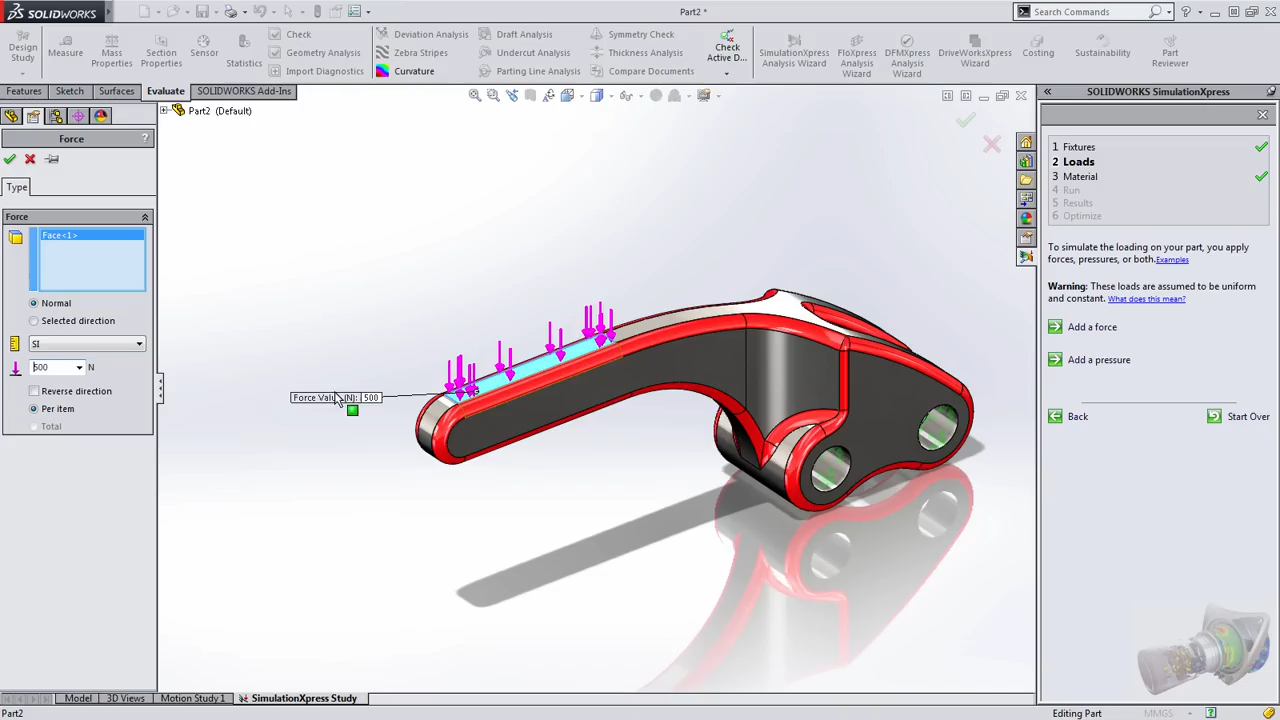 SOLIDWORKS
Part2 *
Search Commands
Design Study
Measure
Mass Properties
Section Properties
Sensor
Statistics
Check
Geometry Analysis
Import Diagnostics
Deviation Analysis
Zebra Stripes
Curvature
Draft Analysis
Undercut Analysis
Parting Line Analysis
Symmetry Check
Thickness Analysis
Compare Documents
Check Active D...
SimulationXpress Analysis Wizard
FloXpress Analysis Wizard
DFMXpress Analysis Wizard
DriveWorksXpress Wizard
Costing
Sustainability
Part Reviewer
Features
Sketch
Surfaces
Evaluate
SOLIDWORKS Add-Ins
Part2 (Default)
Force
?
Type
Force
Face<1>
Normal
Selected direction
SI
500 N
Reverse direction
Per item
Total
Force Value (N): 500
SOLIDWORKS SimulationXpress
1 Fixtures
2 Loads
3 Material
4 Run
5 Results
6 Optimize
To simulate the loading on your part, you apply
forces, pressures, or both. Examples
Warning: These loads are assumed to be uniform
and constant. What does this mean?
Add a force
Add a pressure
Back
Start Over
Model
3D Views
Motion Study 1
SimulationXpress Study
Part2
Editing Part
MMGS